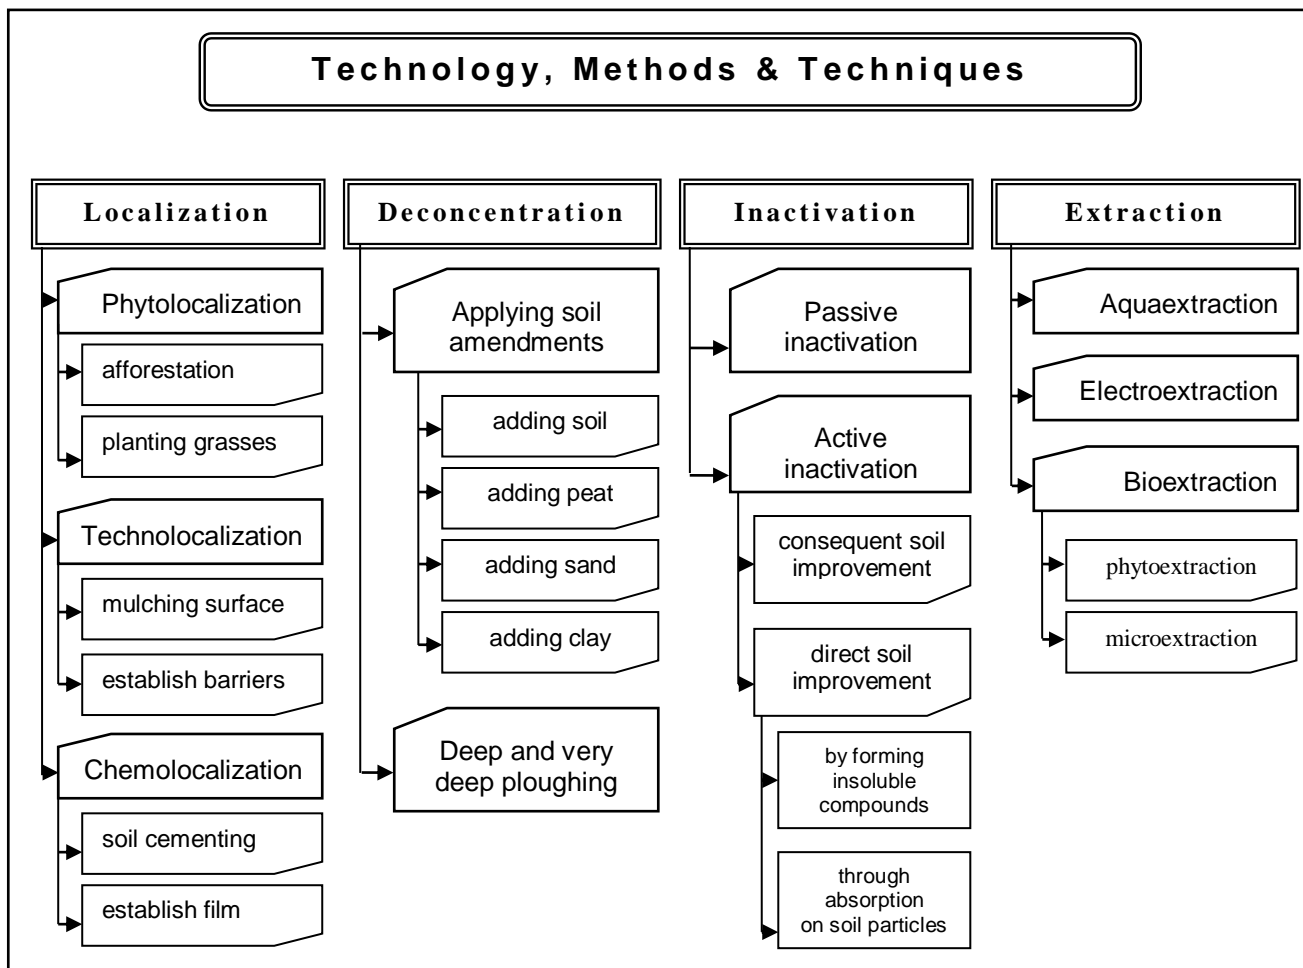 Technology, Methods & Techniques
Localization
Phytolocalization
afforestation
planting grasses
Technolocalization
mulching surface
establish barriers
Chemolocalization
soil cementing
establish film
Deconcentration
Applying soil
amendments
adding soil
adding peat
adding sand
adding clay
Deep and very
deep ploughing
Inactivation
Passive
inactivation
Active
inactivation
consequent soil
improvement
direct soil
improvement
by forming
insoluble
compounds
through
absorption
on soil particles
Extraction
Aquaextraction
Electroextraction
Bioextraction
phytoextraction
microextraction